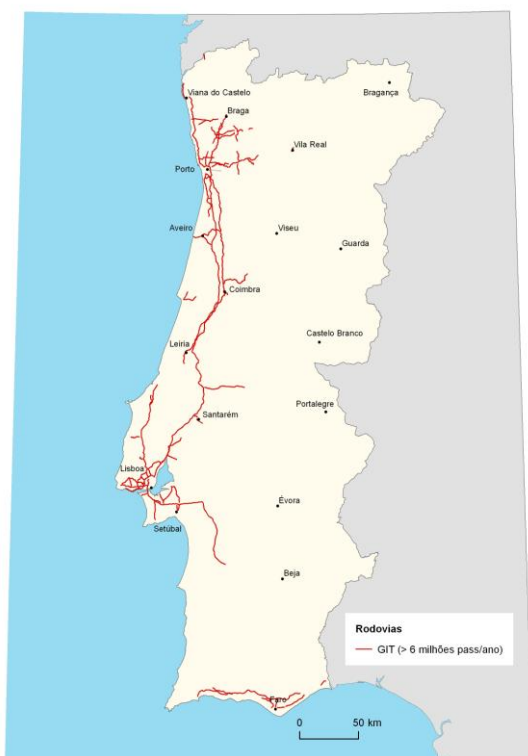 Viana do Castelo
Bragança
Braga
Vila Real
Porto
Aveiro
Viseu
Guarda
Coimbra
Castelo Branco
Leiria
Portalegre
Santarém
Lisboa
Évora
Setúbal
Beja
Rodovias
GIT (> 6 milhões pass/ano)
Faro
0 50 km